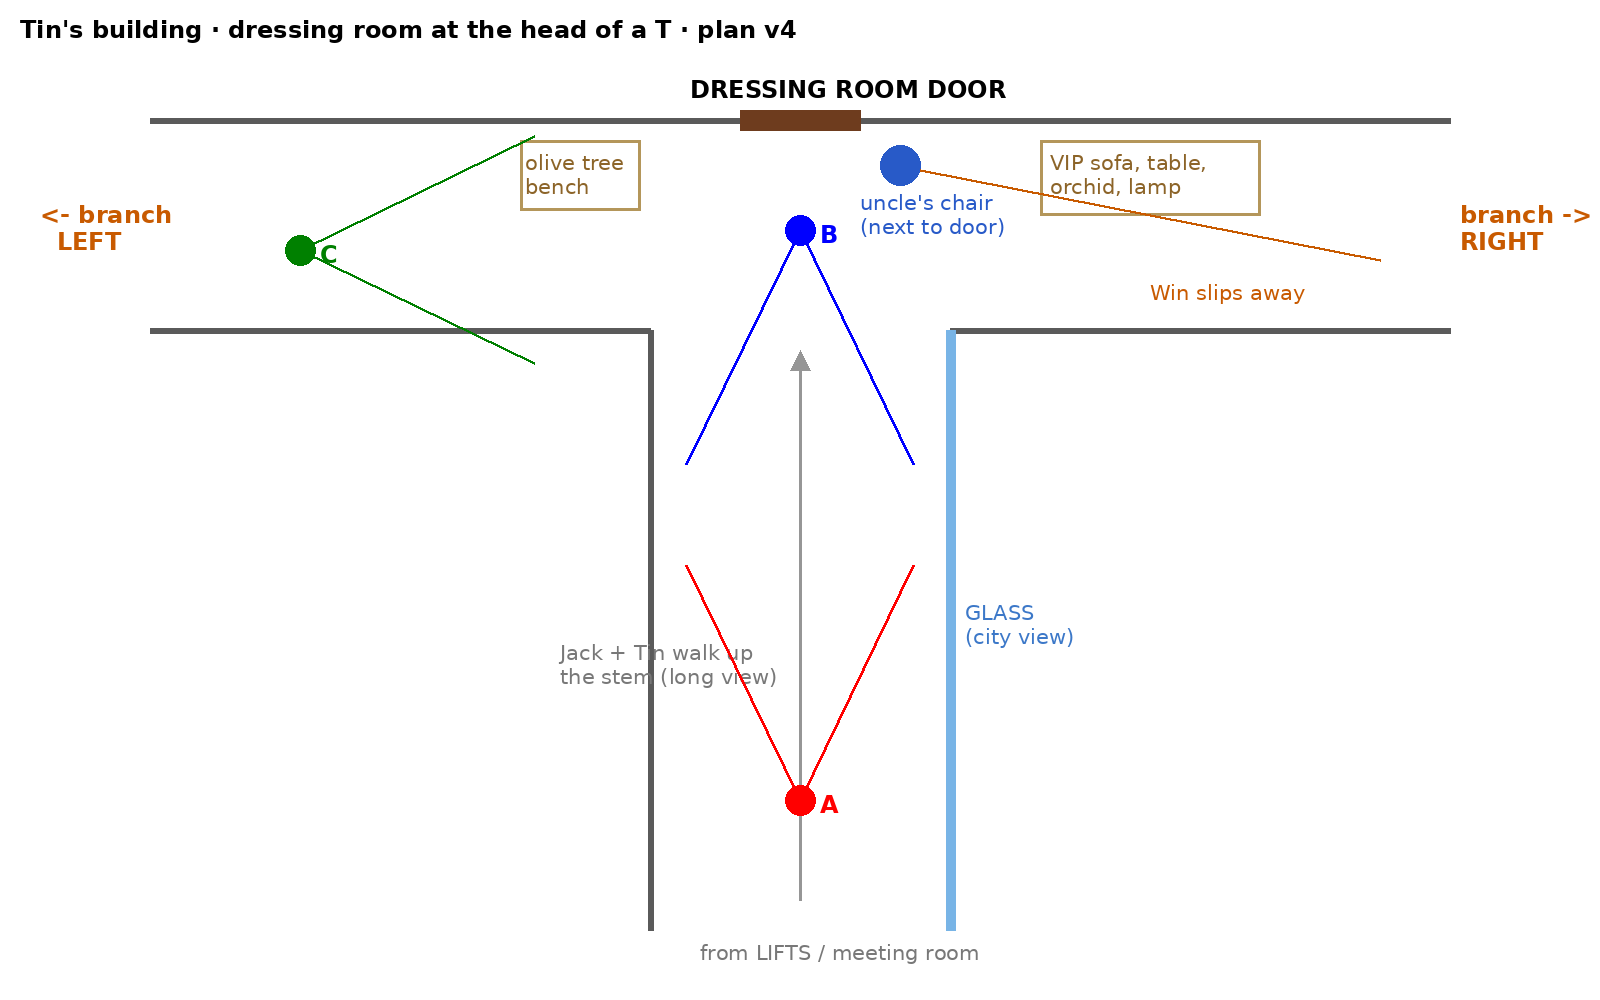 Tin's building · dressing room at the head of a T · plan v4
DRESSING ROOM DOOR
olive tree
bench
VIP sofa, table,
orchid, lamp
<- branch
LEFT
uncle's chair
(next to door)
branch ->
RIGHT
B
C
Win slips away
GLASS
(city view)
Jack + Tin walk up
the stem (long view)
A
from LIFTS / meeting room